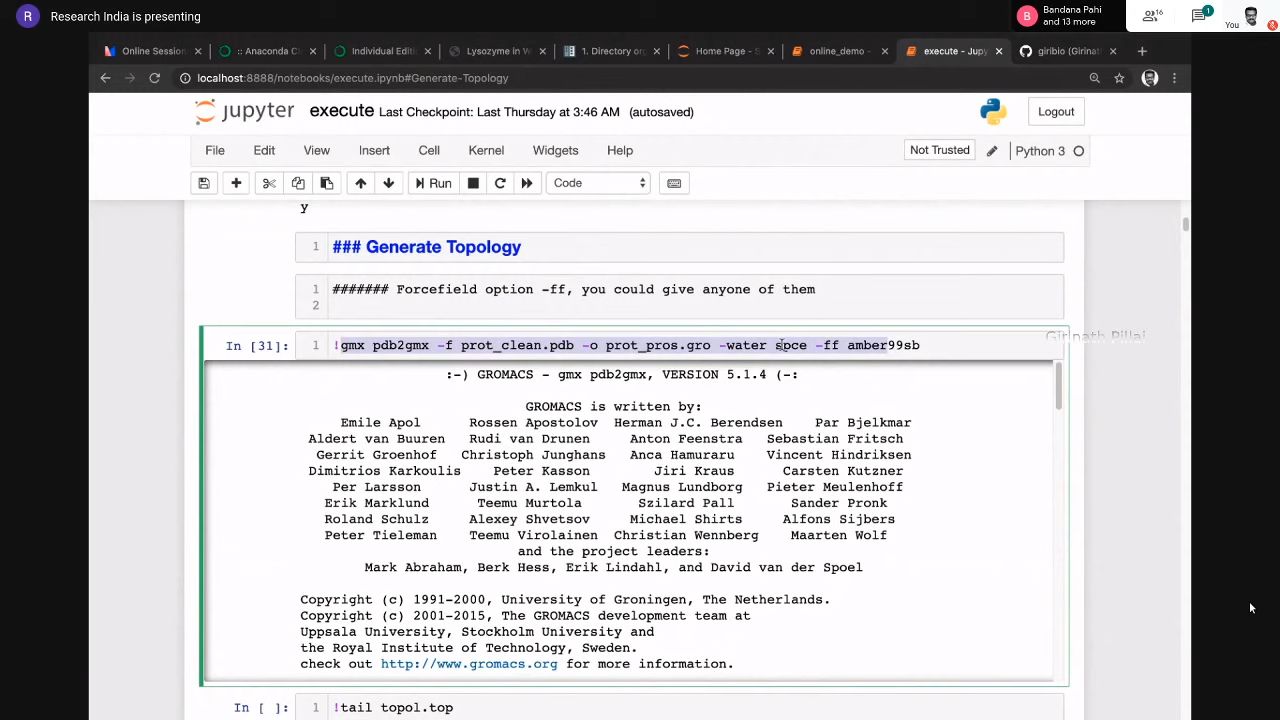 R Research India is presenting
B Bandana Pahi and 13 more
16
1
You
Online Session
:: Anaconda C
Individual Editi
Lysozyme in W
1. Directory or
Home Page - S
online_demo -
execute - Jupy
giribio (Girinat
localhost:8888/notebooks/execute.ipynb#Generate-Topology
jupyter execute Last Checkpoint: Last Thursday at 3:46 AM (autosaved)
Logout
File Edit View Insert Cell Kernel Widgets Help
Not Trusted
Python 3
Run
Code
y
1 ### Generate Topology
1 ####### Forcefield option -ff, you could give anyone of them
2
Girinath Pillai
In [31]: 1 !gmx pdb2gmx -f prot_clean.pdb -o prot_pros.gro -water spce -ff amber99sb
:-) GROMACS - gmx pdb2gmx, VERSION 5.1.4 (-:
GROMACS is written by:
Emile Apol Rossen Apostolov Herman J.C. Berendsen Par Bjelkmar
Aldert van Buuren Rudi van Drunen Anton Feenstra Sebastian Fritsch
Gerrit Groenhof Christoph Junghans Anca Hamuraru Vincent Hindriksen
Dimitrios Karkoulis Peter Kasson Jiri Kraus Carsten Kutzner
Per Larsson Justin A. Lemkul Magnus Lundborg Pieter Meulenhoff
Erik Marklund Teemu Murtola Szilard Pall Sander Pronk
Roland Schulz Alexey Shvetsov Michael Shirts Alfons Sijbers
Peter Tieleman Teemu Virolainen Christian Wennberg Maarten Wolf
and the project leaders:
Mark Abraham, Berk Hess, Erik Lindahl, and David van der Spoel
Copyright (c) 1991-2000, University of Groningen, The Netherlands.
Copyright (c) 2001-2015, The GROMACS development team at
Uppsala University, Stockholm University and
the Royal Institute of Technology, Sweden.
check out http://www.gromacs.org for more information.
In [ ]: 1 !tail topol.top